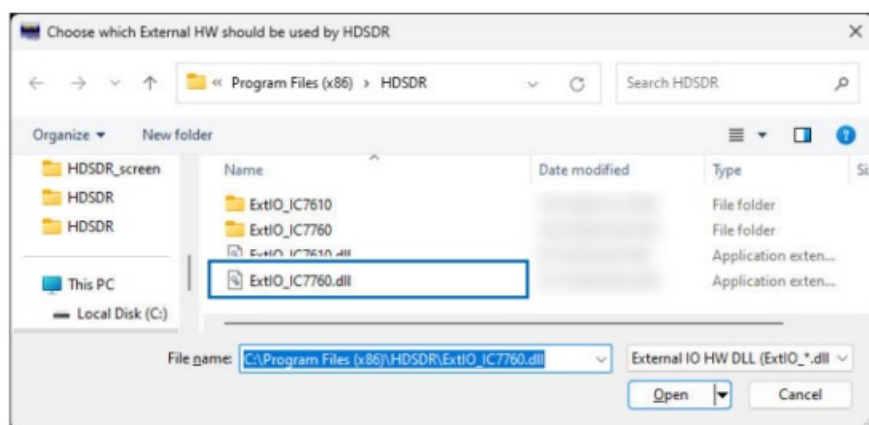 Choose which External HW should be used by HDSDR
« Program Files (x86) › HDSDR
Search HDSDR
Organize
New folder
HDSDR_screen
HDSDR
HDSDR
This PC
Local Disk (C:)
Name
Date modified
Type
Si
ExtIO_IC7610
File folder
ExtIO_IC7760
File folder
ExtIO_IC7610.dll
Application exten...
ExtIO_IC7760.dll
Application exten...
File name:
C:\Program Files (x86)\HDSDR\ExtIO_IC7760.dll
External IO HW DLL (ExtIO_*.dll
Open
Cancel